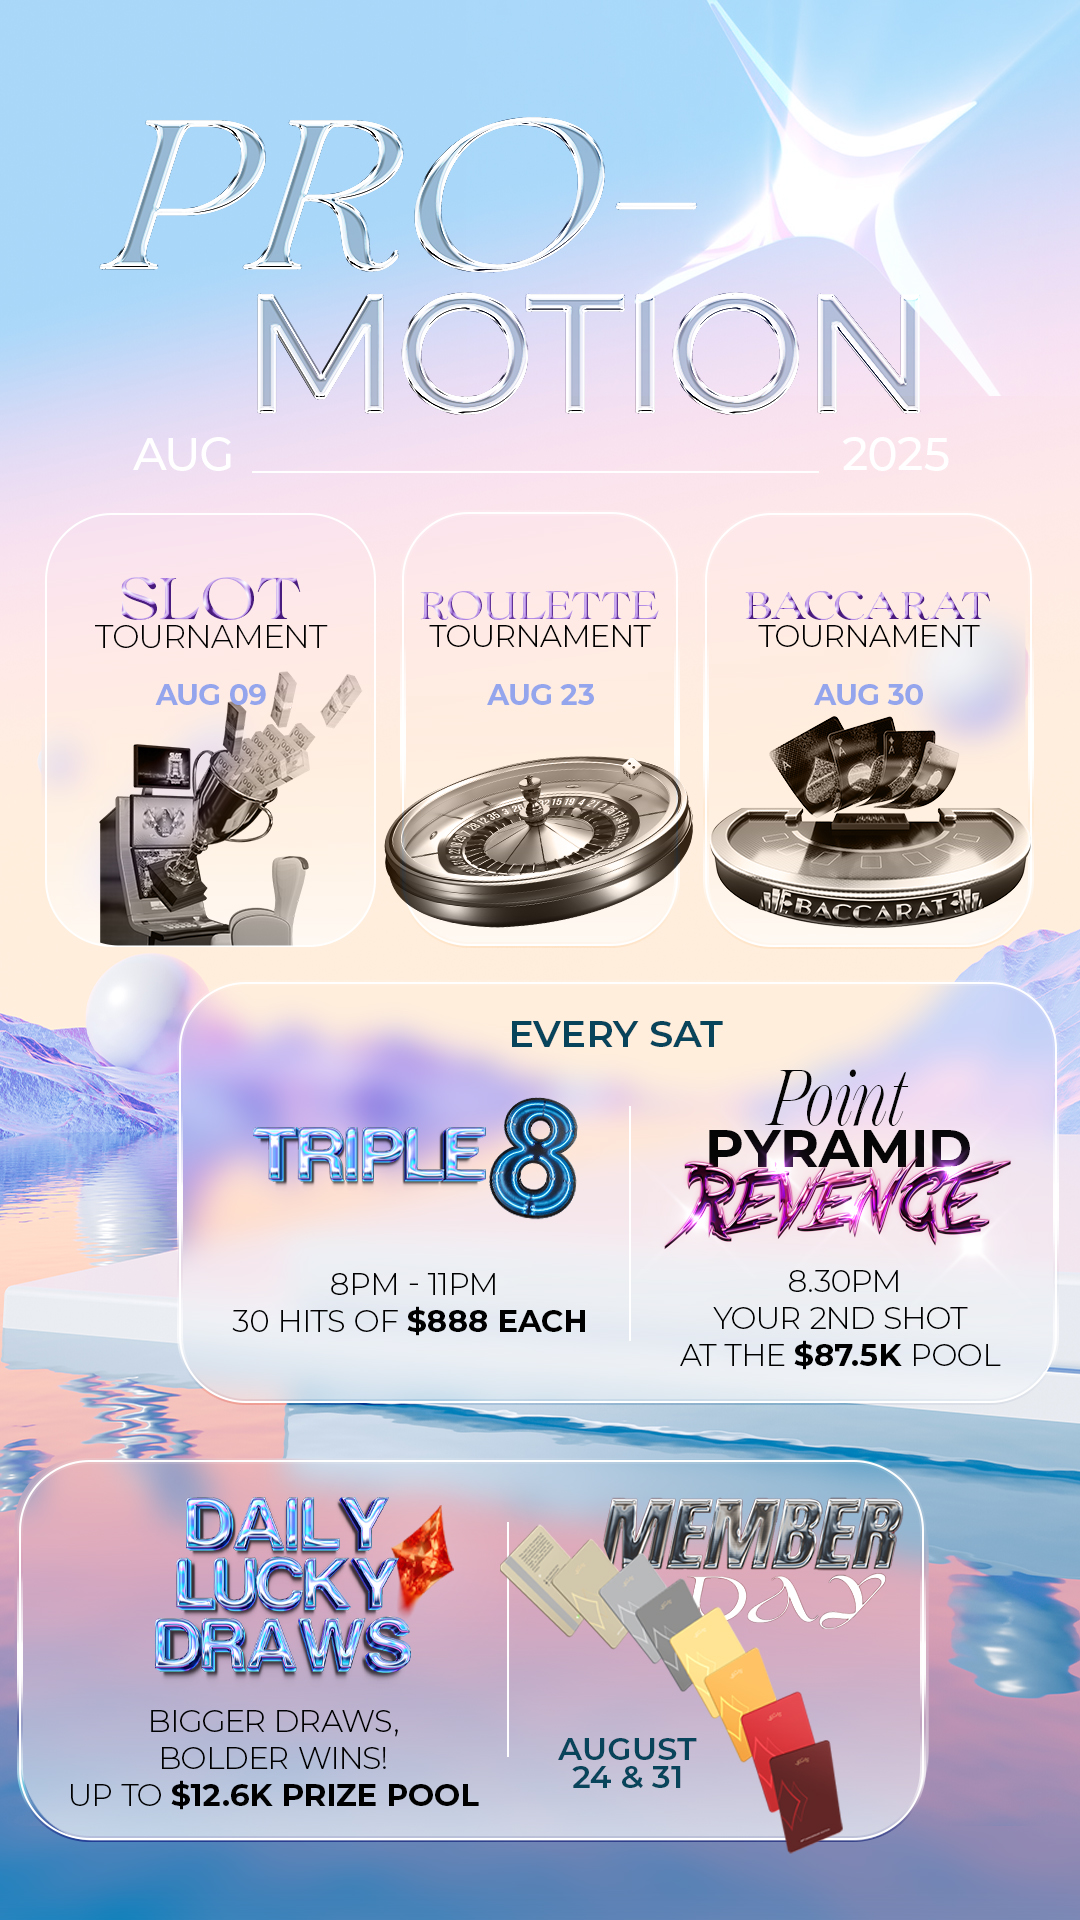 PRO-
MOTION
AUG 2025
SLOT
TOURNAMENT
AUG 09
ROULETTE
TOURNAMENT
AUG 23
BACCARAT
TOURNAMENT
AUG 30
BACCARAT
EVERY SAT
TRIPLE 8
8PM - 11PM
30 HITS OF $888 EACH
Point
PYRAMID
REVENGE
8.30PM
YOUR 2ND SHOT
AT THE $87.5K POOL
DAILY
LUCKY
DRAWS
BIGGER DRAWS,
BOLDER WINS!
UP TO $12.6K PRIZE POOL
MEMBER
DAY
AUGUST
24 & 31